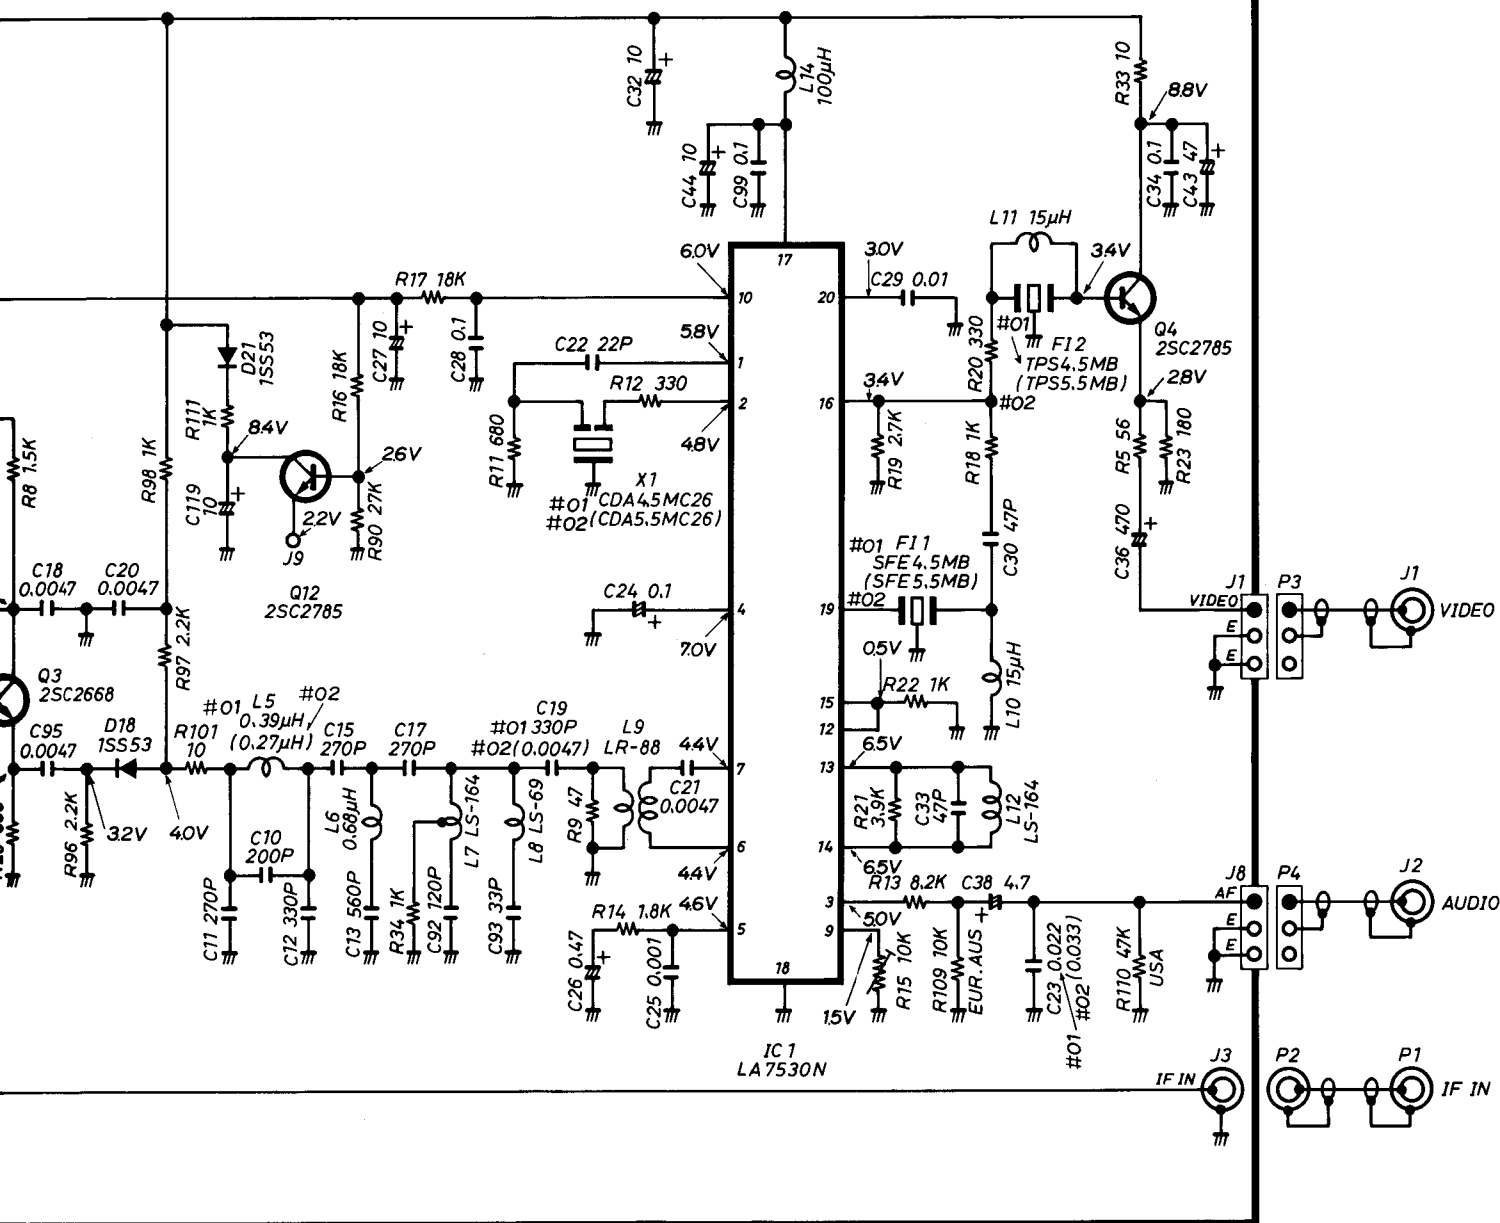 C32 10
+
L14
100μH
R33 10
8.8V
C44 10
+
C99 0.1
C34 0.1
C43 47
+
L11 15μH
6.0V
17
3.0V
3.4V
R17 18K
10
20
C29 0.01
Q4
2SC2785
#01
FI2
TPS4.5MB
(TPS5.5MB)
D21
1SS53
C27 10
+
C28 0.1
5.8V
C22 22P
1
R20 330
R16 18K
R12 330
2
3.4V
16
#02
2.8V
R111
1K
8.4V
R11 680
4.8V
R19 2.7K
R18 1K
R5 56
R23 180
R8 1.5K
R98 1K
2.6V
C119
10
+
X1
#01 CDA4.5MC26
#02 (CDA5.5MC26)
2.2V
J9
R90 27K
C30 47P
C36 470
+
#01 FI1
SFE4.5MB
(SFE5.5MB)
#02
C18
0.0047
C20
0.0047
Q12
2SC2785
C24 0.1
+
4
7.0V
19
J1
VIDEO
E
E
P3
J1
VIDEO
R97 2.2K
Q3
2SC2668
0.5V
15
R22 1K
12
L10 15μH
#01 L5 #02
0.39μH
(0.27μH)
C95
0.0047
D18
1SS53
R101
10
C15
270P
C17
270P
C19
#01 330P
#02 (0.0047)
L9
LR-88
4.4V
7
C21
0.0047
13
6.5V
R96 2.2K
3.2V
4.0V
L6
0.68μH
L7 LS-164
L8 LS-69
R9 47
R21
3.9K
C33
47P
L12
LS-164
C10
200P
6
4.4V
14
6.5V
C11 270P
C12 330P
C13 560P
R34 1K
C92 120P
C93 33P
R14 1.8K
4.6V
5
R13 8.2K
C38 4.7
+
3
5.0V
9
J8
AF
E
E
P4
J2
AUDIO
C26 0.47
+
C25 0.001
18
1.5V
R15 10K
R109 10K
EUR.AUS
C23 0.022
#01 #02 (0.033)
R110 47K
USA
IC1
LA7530N
IF IN
J3
P2
P1
IF IN